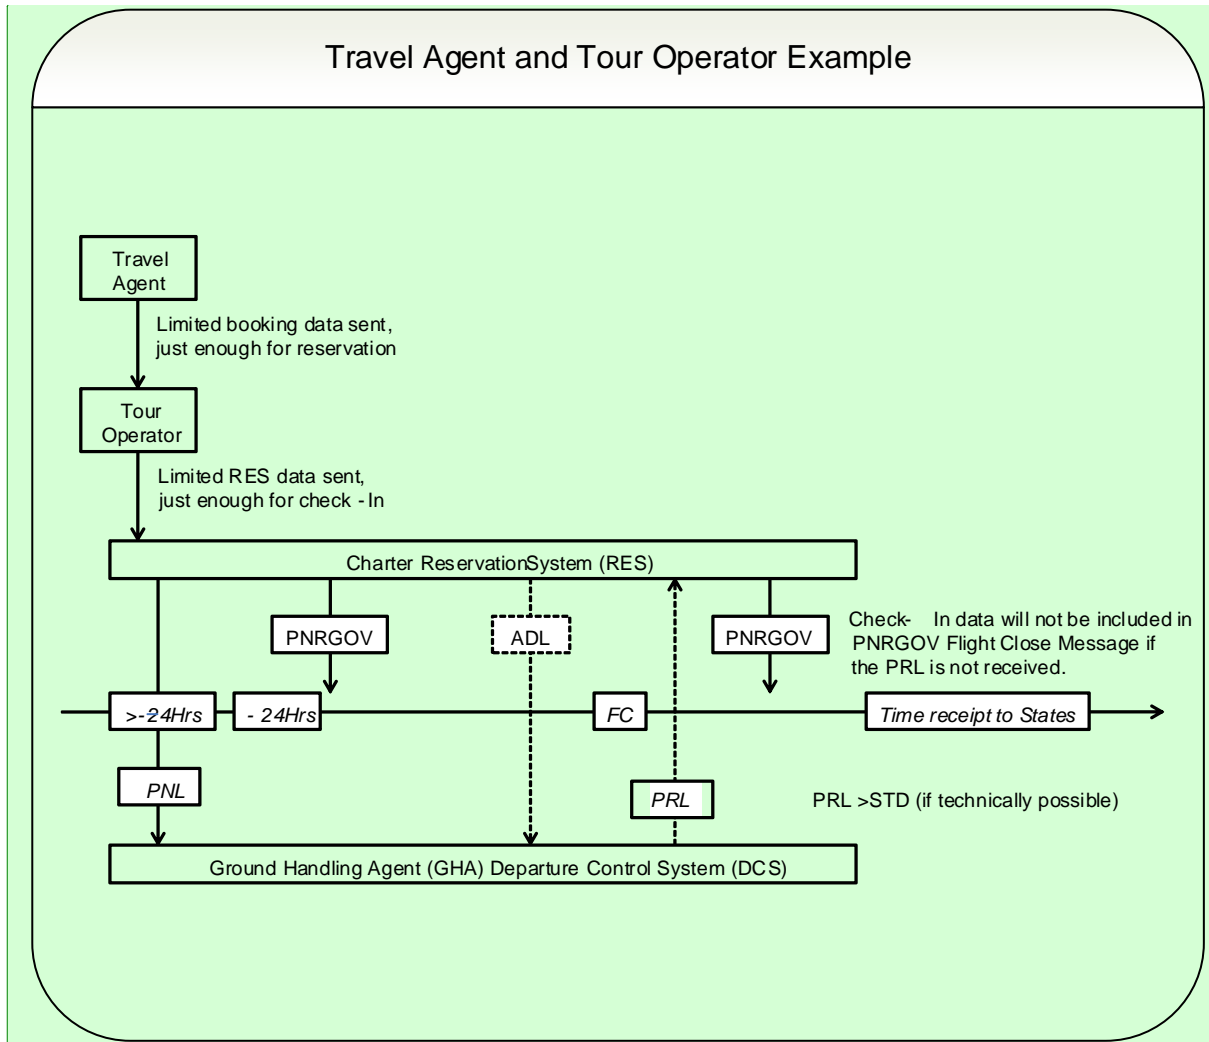 Travel Agent and Tour Operator Example
Travel
Agent
Limited booking data sent,
just enough for reservation
Tour
Operator
Limited RES data sent,
just enough for check - In
Charter ReservationSystem (RES)
PNRGOV
ADL
PNRGOV
Check- In data will not be included in
PNRGOV Flight Close Message if
the PRL is not received.
>-24Hrs
- 24Hrs
FC
Time receipt to States
PNL
PRL
PRL >STD (if technically possible)
Ground Handling Agent (GHA) Departure Control System (DCS)